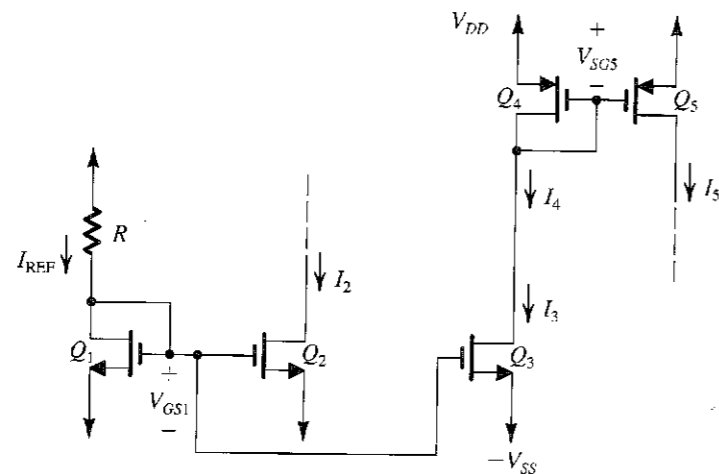 V_DD
+
V_SG5
−
Q_4
Q_5
I_4
I_5
R
I_REF
I_2
I_3
Q_1
Q_2
Q_3
+
V_GS1
−
−V_SS